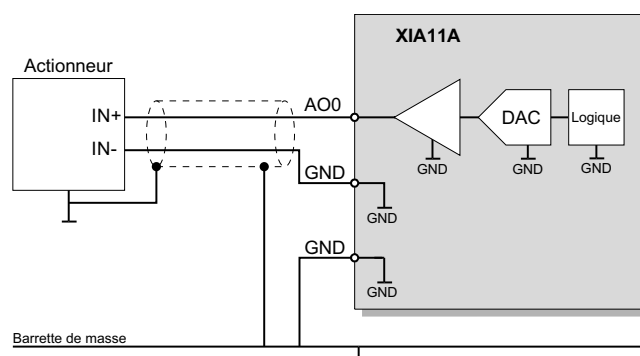 XIA11A
Actionneur
IN+
AO0
DAC
Logique
IN-
GND
GND
GND
GND
GND
GND
GND
Barrette de masse